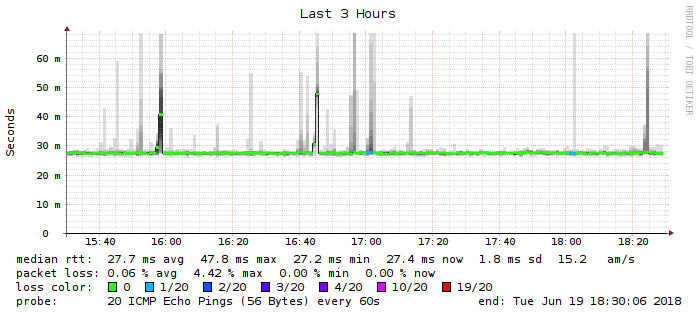 Last 3 Hours
RRDTOOL / TOBI OETIKER
Seconds
60 m
50 m
40 m
30 m
20 m
10 m
0
15:40 16:00 16:20 16:40 17:00 17:20 17:40 18:00 18:20
median rtt: 27.7 ms avg 47.8 ms max 27.2 ms min 27.4 ms now 1.8 ms sd 15.2 am/s
packet loss: 0.06 % avg 4.42 % max 0.00 % min 0.00 % now
loss color: 0 1/20 2/20 3/20 4/20 10/20 19/20
probe: 20 ICMP Echo Pings (56 Bytes) every 60s end: Tue Jun 19 18:30:06 2018